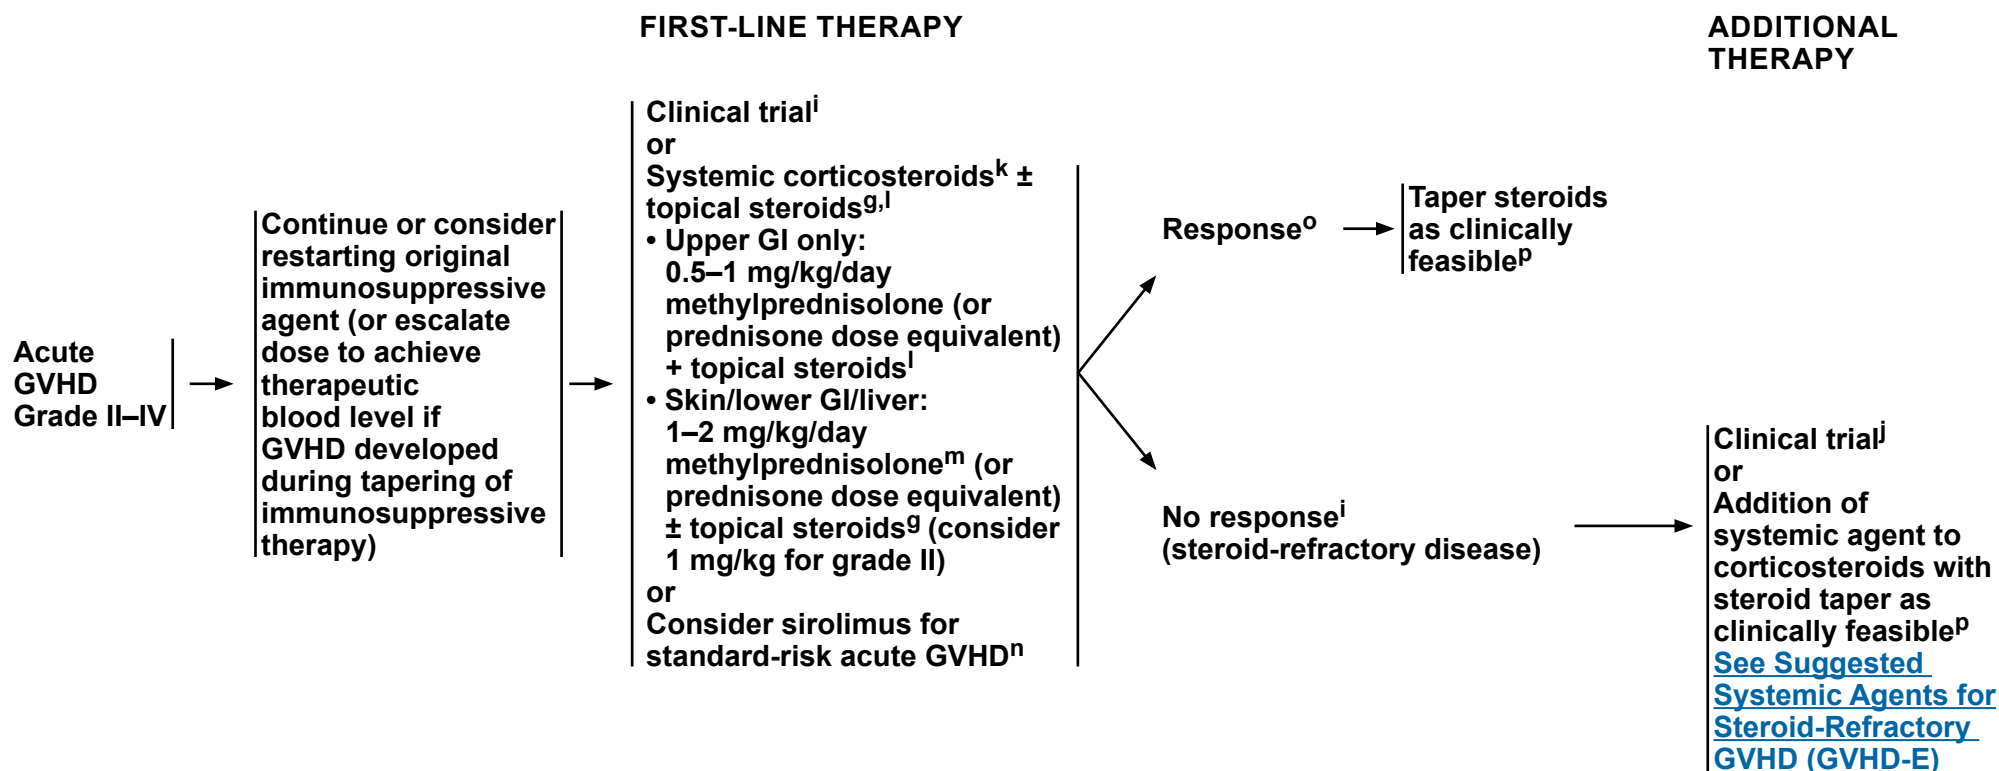 FIRST-LINE THERAPY
ADDITIONAL
THERAPY
Acute
GVHD
Grade II–IV
Continue or consider
restarting original
immunosuppressive
agent (or escalate
dose to achieve
therapeutic
blood level if
GVHD developed
during tapering of
immunosuppressive
therapy)
Clinical trialⁱ
or
Systemic corticosteroidsᵏ ±
topical steroidsᵍ,ˡ
• Upper GI only:
0.5–1 mg/kg/day
methylprednisolone (or
prednisone dose equivalent)
+ topical steroidsˡ
• Skin/lower GI/liver:
1–2 mg/kg/day
methylprednisoloneᵐ (or
prednisone dose equivalent)
± topical steroidsᵍ (consider
1 mg/kg for grade II)
or
Consider sirolimus for
standard-risk acute GVHDⁿ
Responseᵒ
Taper steroids
as clinically
feasibleᵖ
No responseⁱ
(steroid-refractory disease)
Clinical trialʲ
or
Addition of
systemic agent to
corticosteroids with
steroid taper as
clinically feasibleᵖ
See Suggested
Systemic Agents for
Steroid-Refractory
GVHD (GVHD-E)